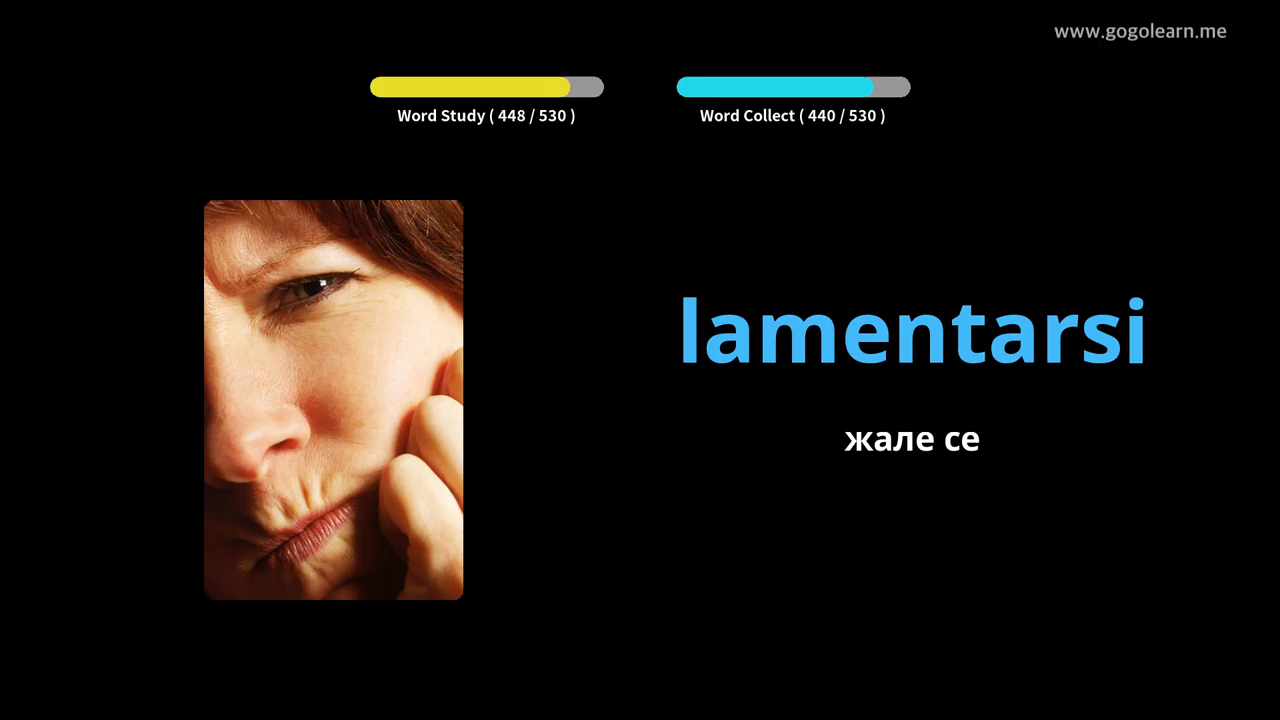 www.gogolearn.me
Word Study ( 448 / 530 )
Word Collect ( 440 / 530 )
lamentarsi
жале се